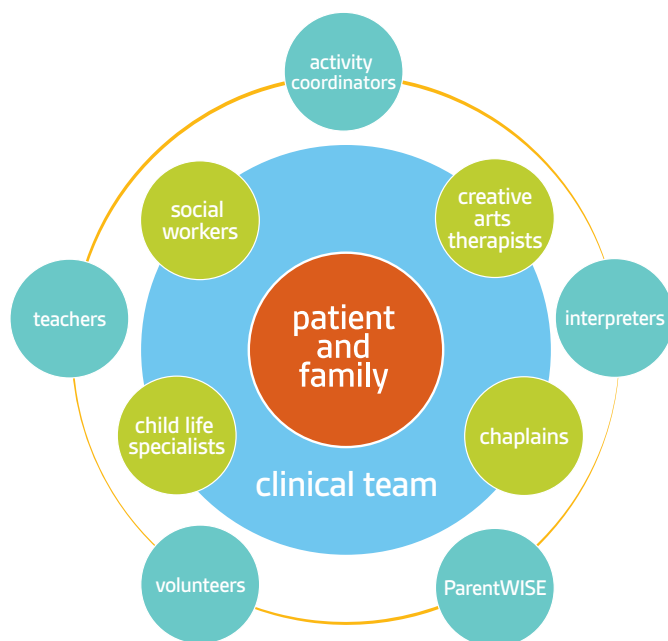 activity
coordinators
social
workers
creative
arts
therapists
teachers
patient
and
family
interpreters
child life
specialists
chaplains
clinical team
volunteers
ParentWISE